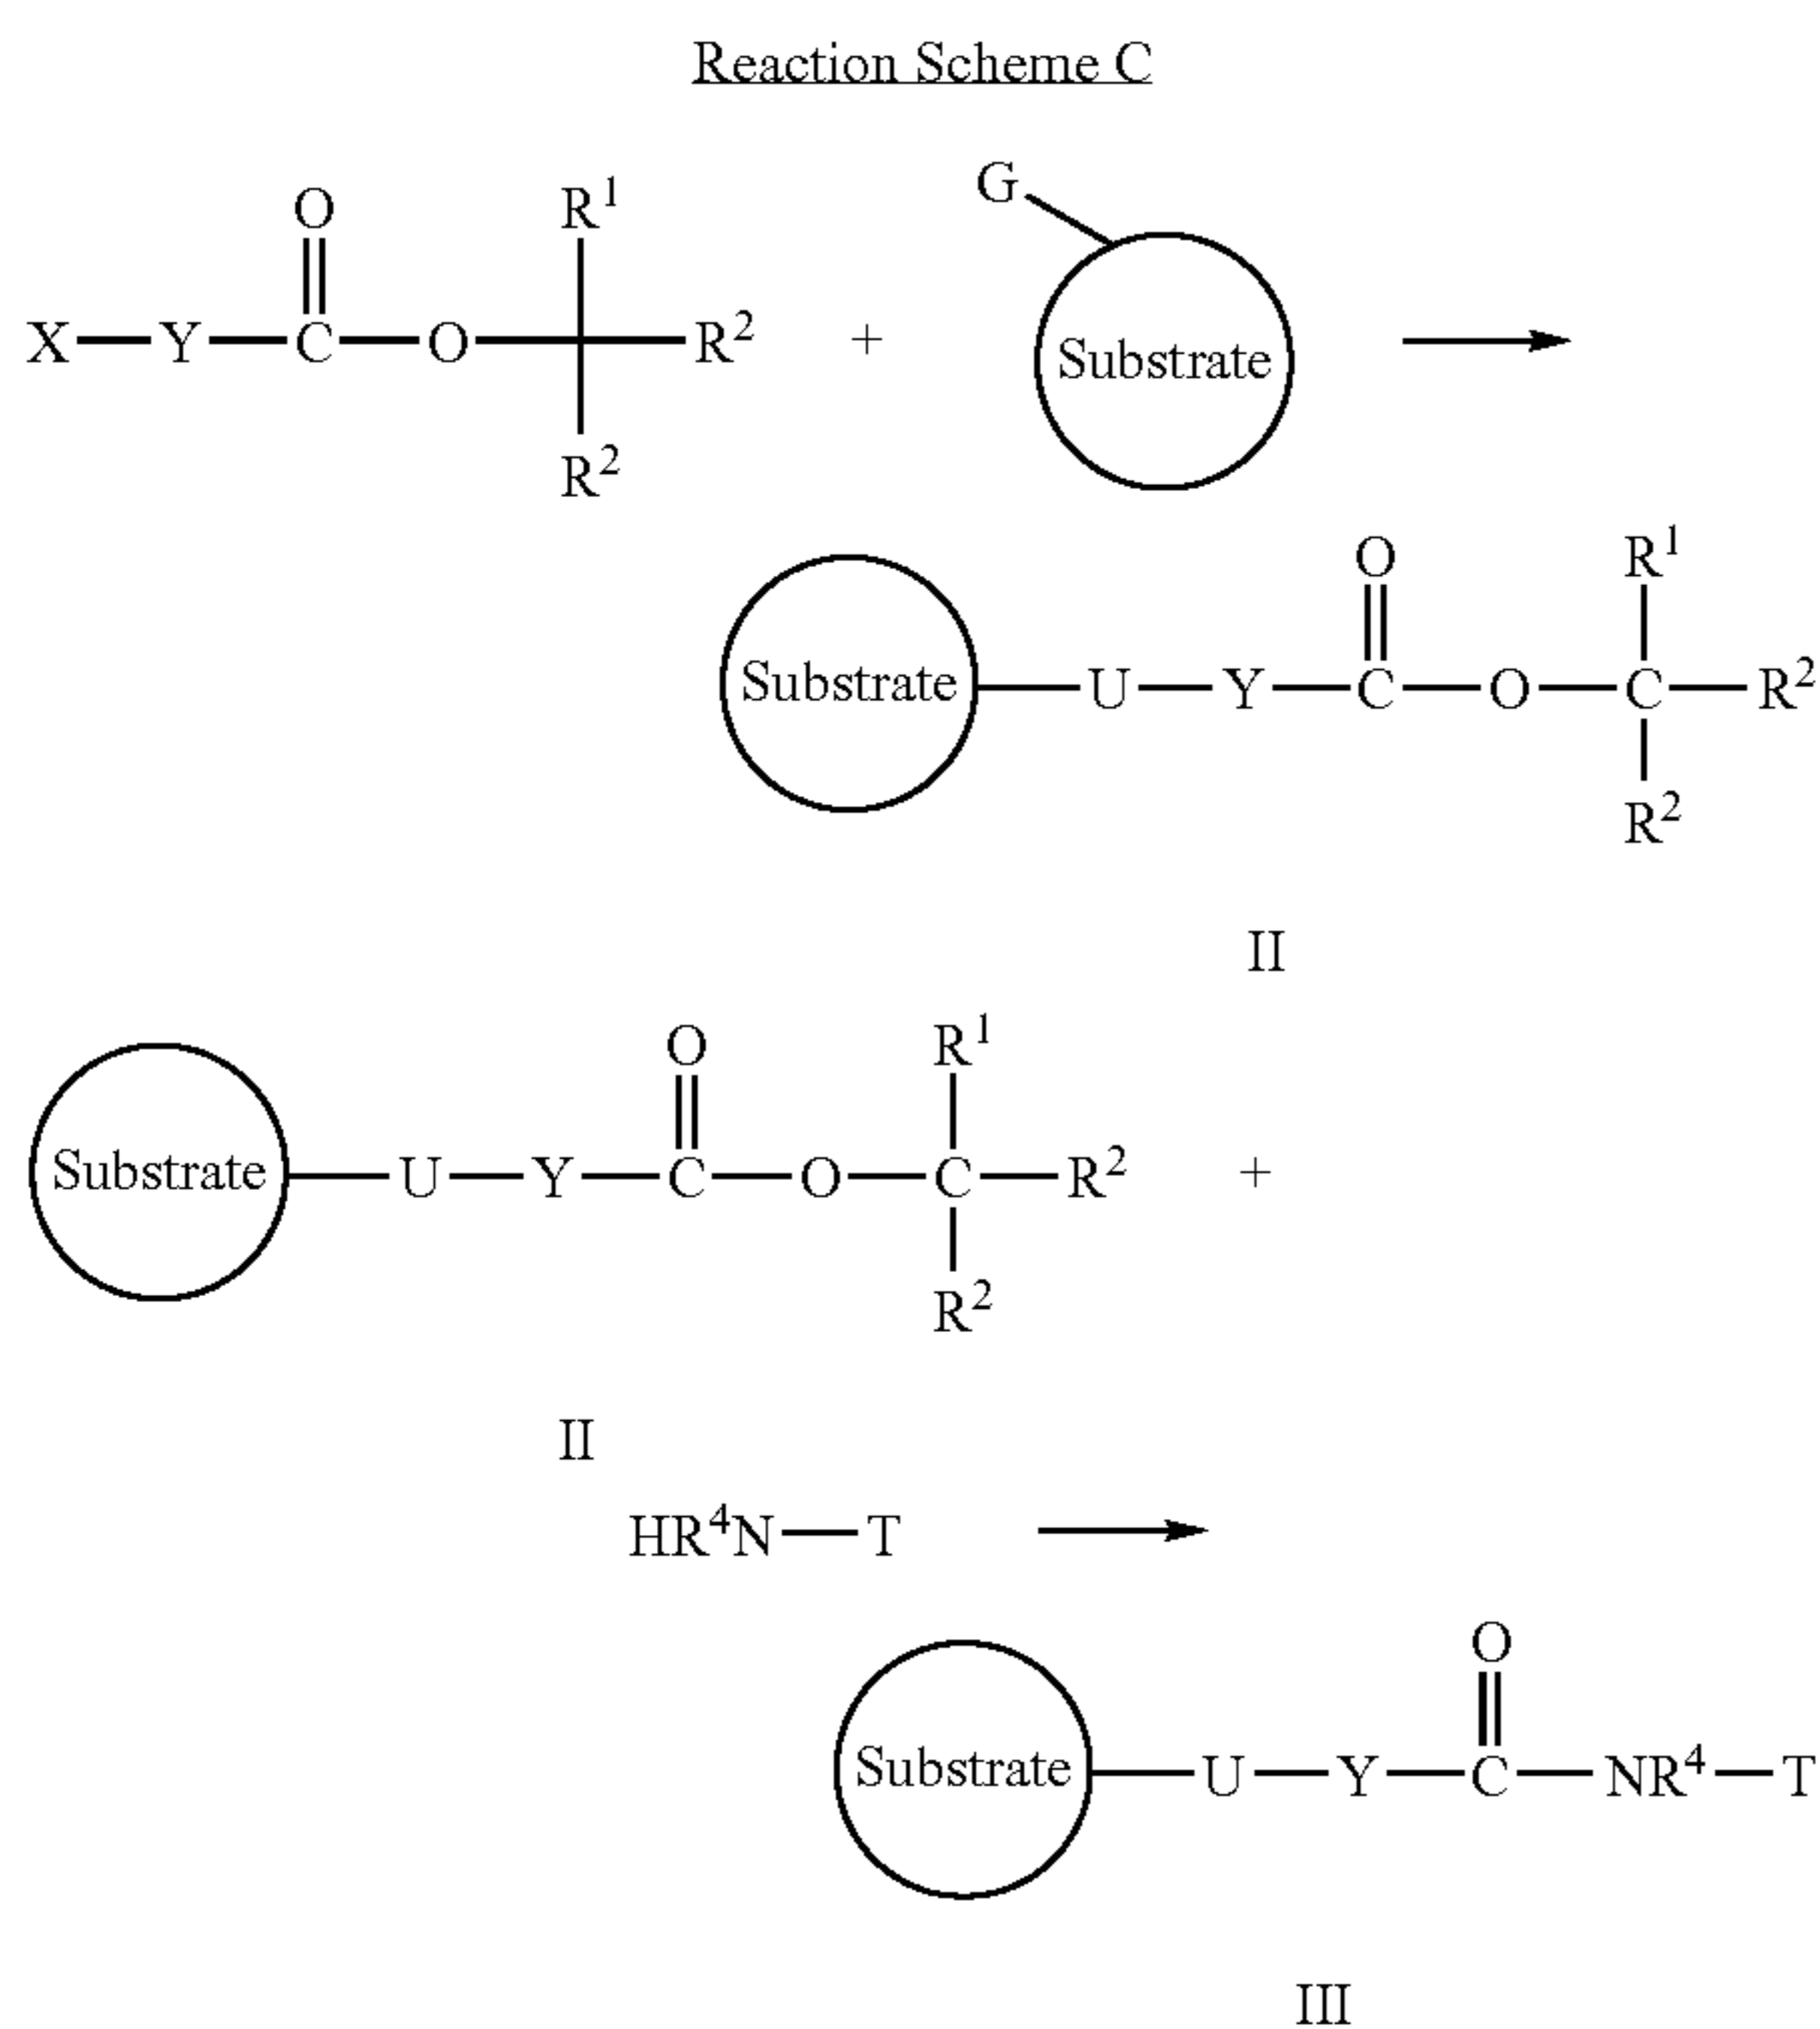 Reaction Scheme C
O R¹ G
X—Y—C—O—R² + Substrate
R²
O R¹
Substrate—U—Y—C—O—C—R²
R²
II
O R¹
Substrate—U—Y—C—O—C—R² +
R²
II
HR⁴N—T
O
Substrate—U—Y—C—NR⁴—T
III